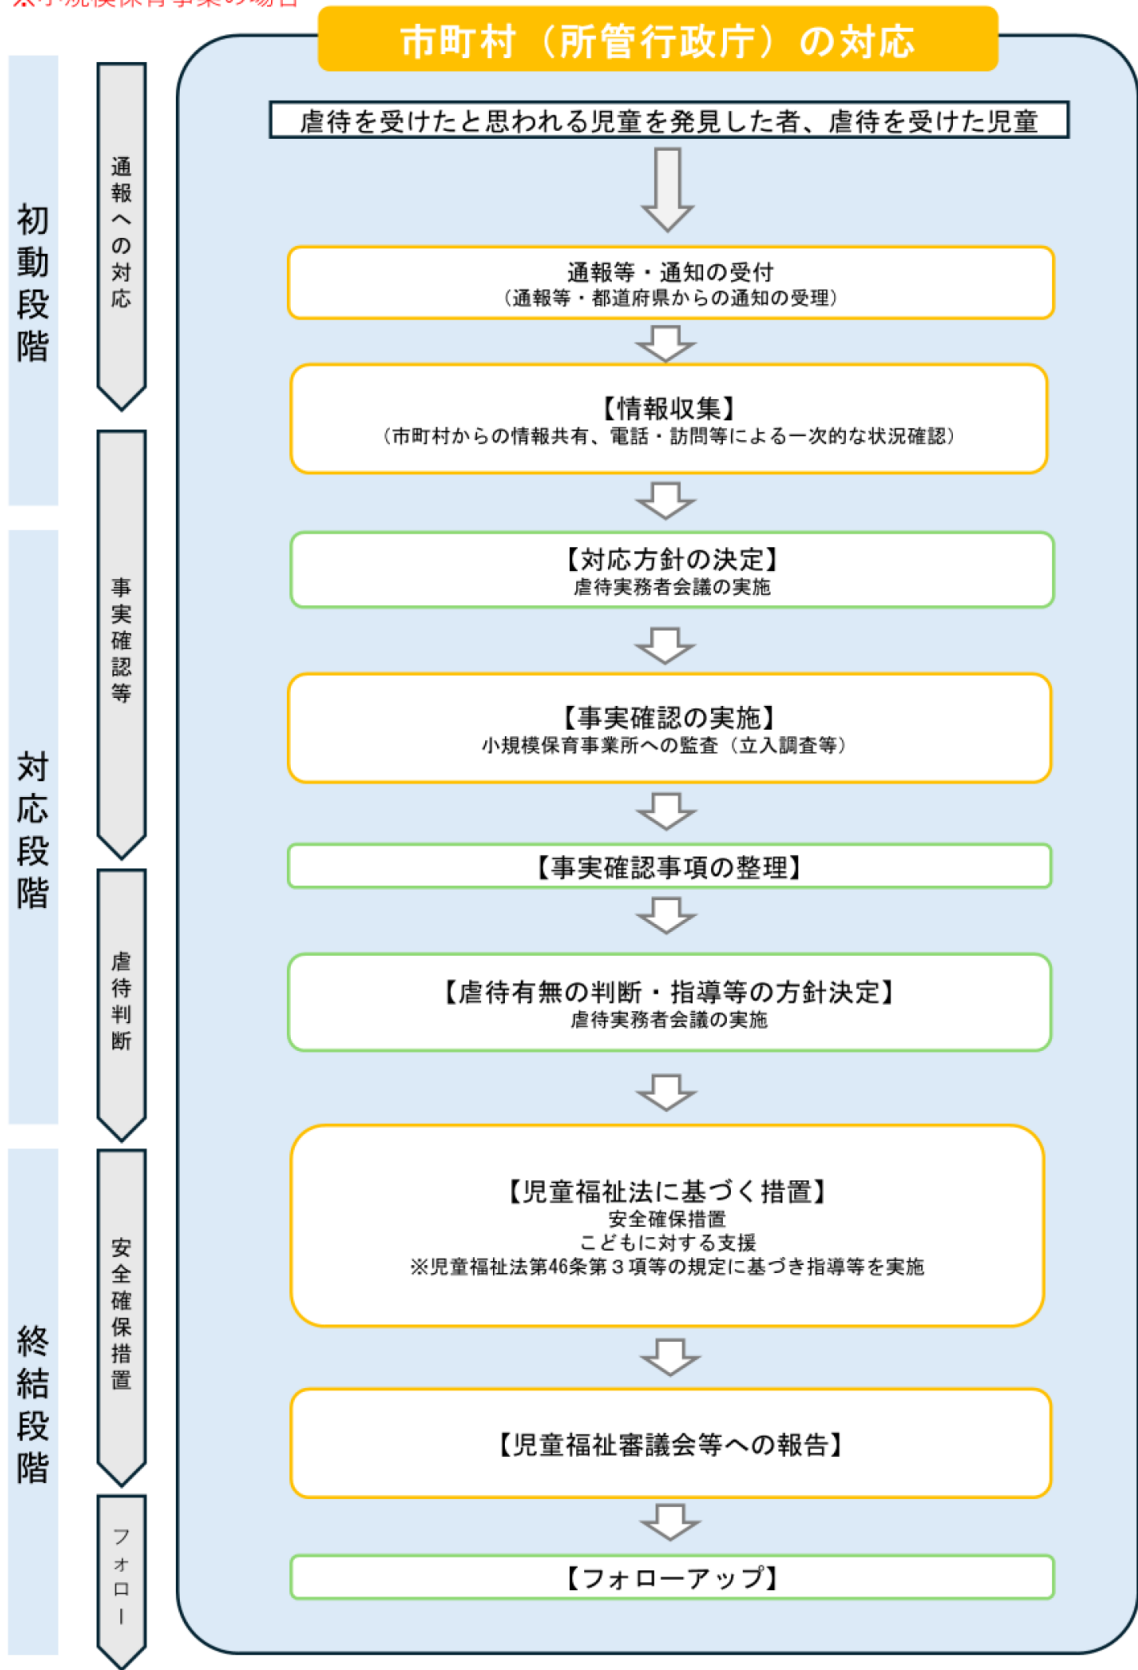 ※小規模保育事業の場合
市町村（所管行政庁）の対応
虐待を受けたと思われる児童を発見した者、虐待を受けた児童
初動段階
通報への対応
通報等・通知の受付
（通報等・都道府県からの通知の受理）
【情報収集】
（市町村からの情報共有、電話・訪問等による一次的な状況確認）
対応段階
事実確認等
【対応方針の決定】
虐待実務者会議の実施
【事実確認の実施】
小規模保育事業所への監査（立入調査等）
【事実確認事項の整理】
虐待判断
【虐待有無の判断・指導等の方針決定】
虐待実務者会議の実施
終結段階
安全確保措置
【児童福祉法に基づく措置】
安全確保措置
こどもに対する支援
※児童福祉法第46条第３項等の規定に基づき指導等を実施
【児童福祉審議会等への報告】
フォロー
【フォローアップ】